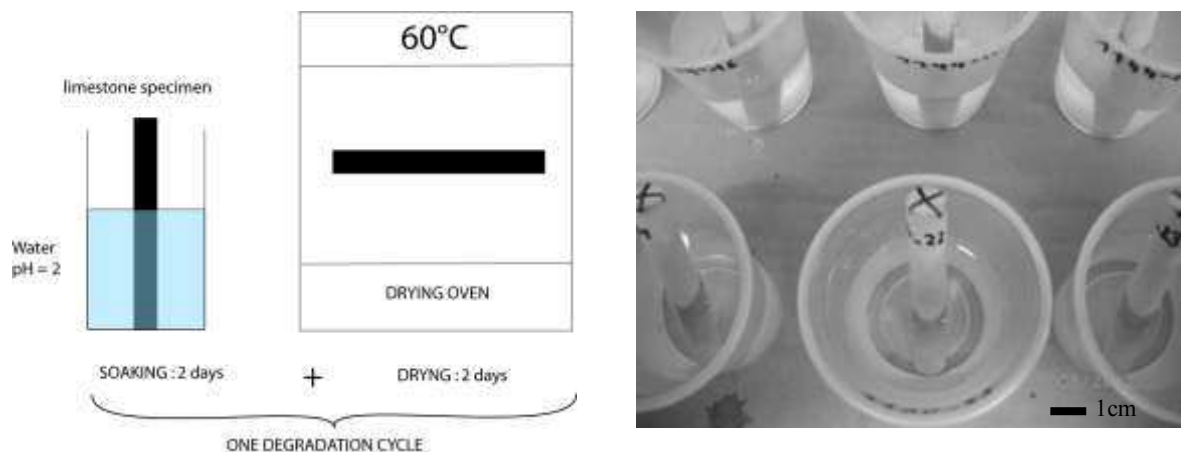 60°C
limestone specimen
Water
pH = 2
DRYING OVEN
SOAKING : 2 days
+
DRYNG : 2 days
ONE DEGRADATION CYCLE
X
1cm